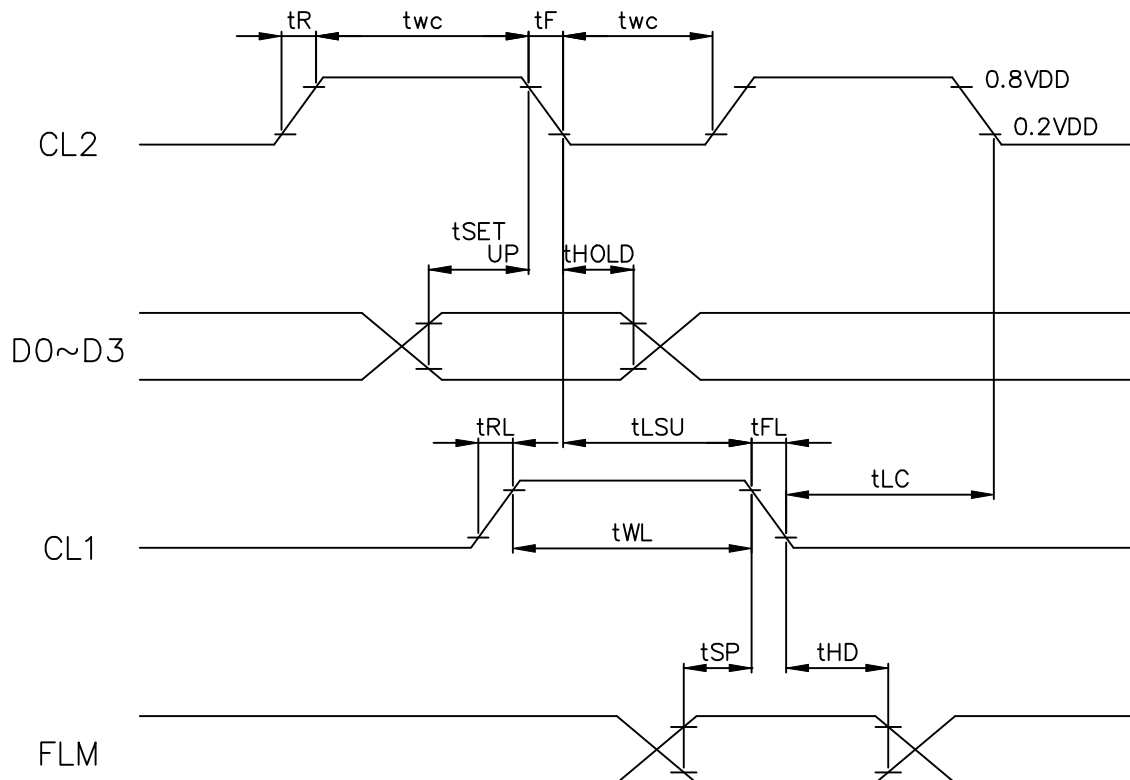 tR twc tF twc
0.8VDD
CL2 0.2VDD
tSET
UP tHOLD
D0~D3
tRL tLSU tFL
tLC
CL1 tWL
tSP tHD
FLM